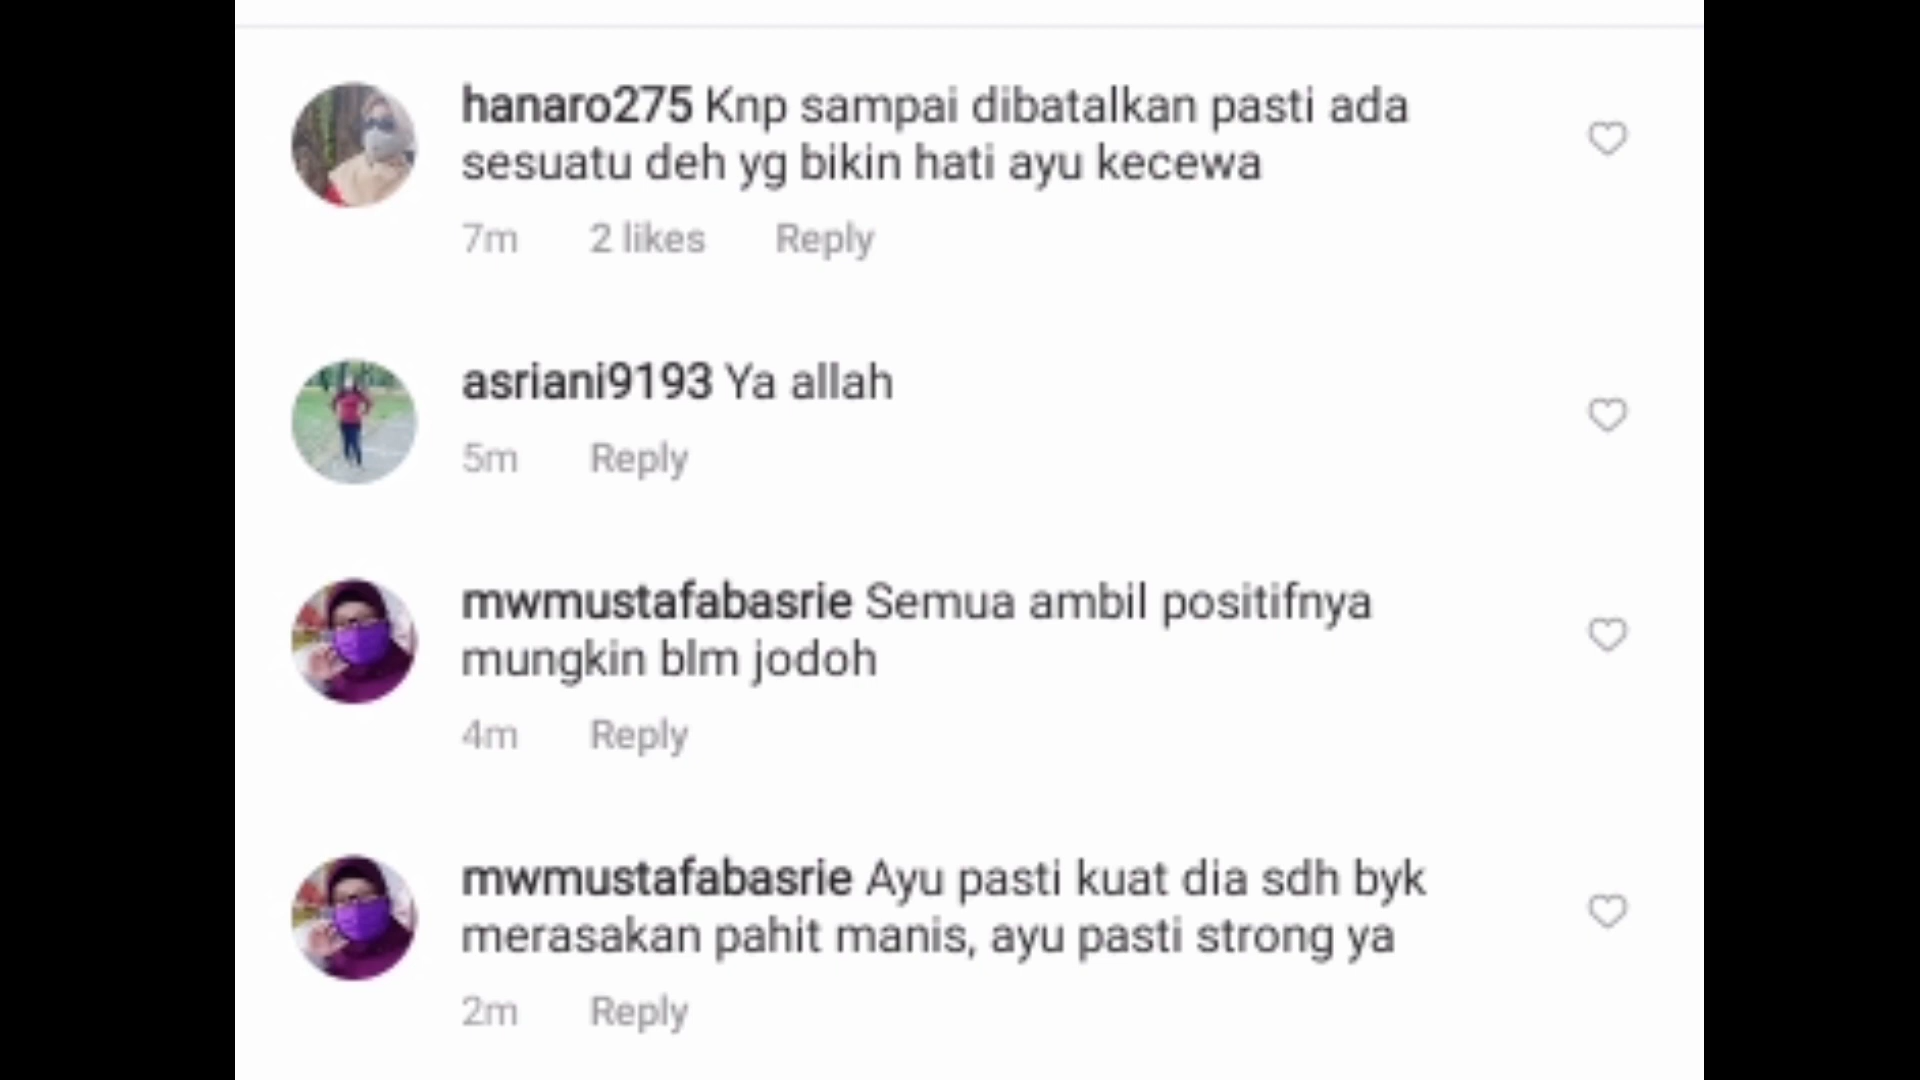 hanaro275 Knp sampai dibatalkan pasti ada
sesuatu deh yg bikin hati ayu kecewa
7m 2 likes Reply
asriani9193 Ya allah
5m Reply
mwmustafabasrie Semua ambil positifnya
mungkin blm jodoh
4m Reply
mwmustafabasrie Ayu pasti kuat dia sdh byk
merasakan pahit manis, ayu pasti strong ya
2m Reply